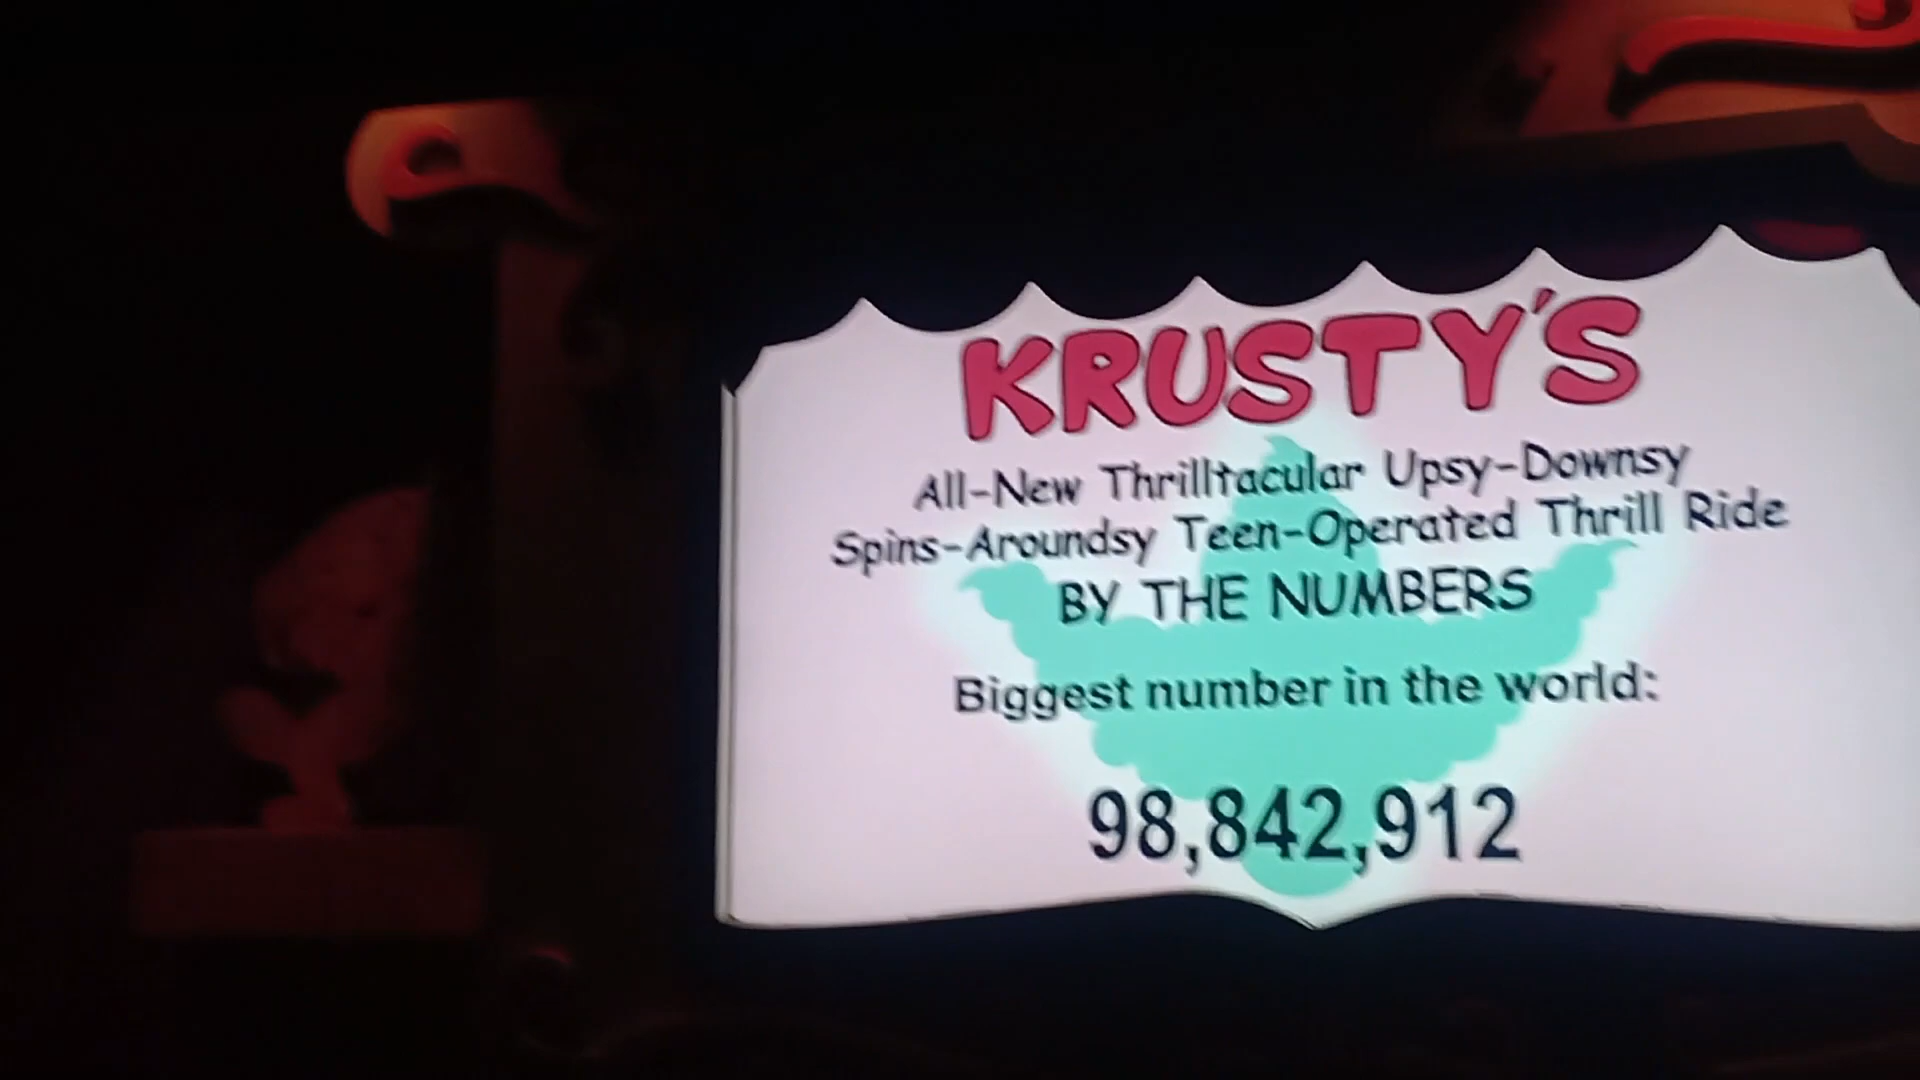 KRUSTY'S
All-New Thrilltacular Upsy-Downsy
Spins-Aroundsy Teen-Operated Thrill Ride
BY THE NUMBERS
Biggest number in the world:
98,842,912